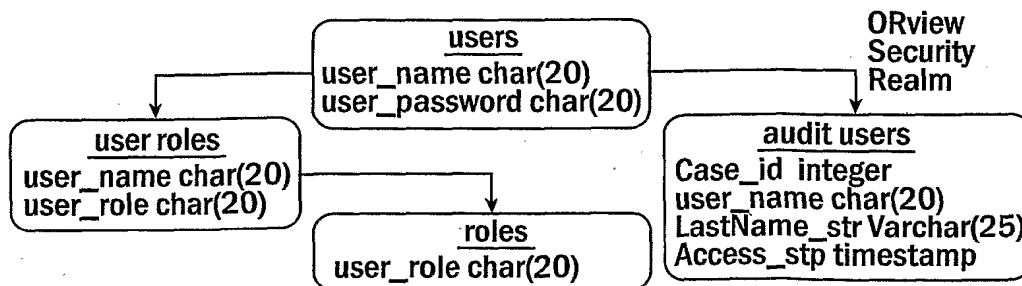 users
user_name char(20)
user_password char(20)
ORview
Security
Realm
user roles
user_name char(20)
user_role char(20)
roles
user_role char(20)
audit users
Case_id integer
user_name char(20)
LastName_str Varchar(25)
Access_stp timestamp